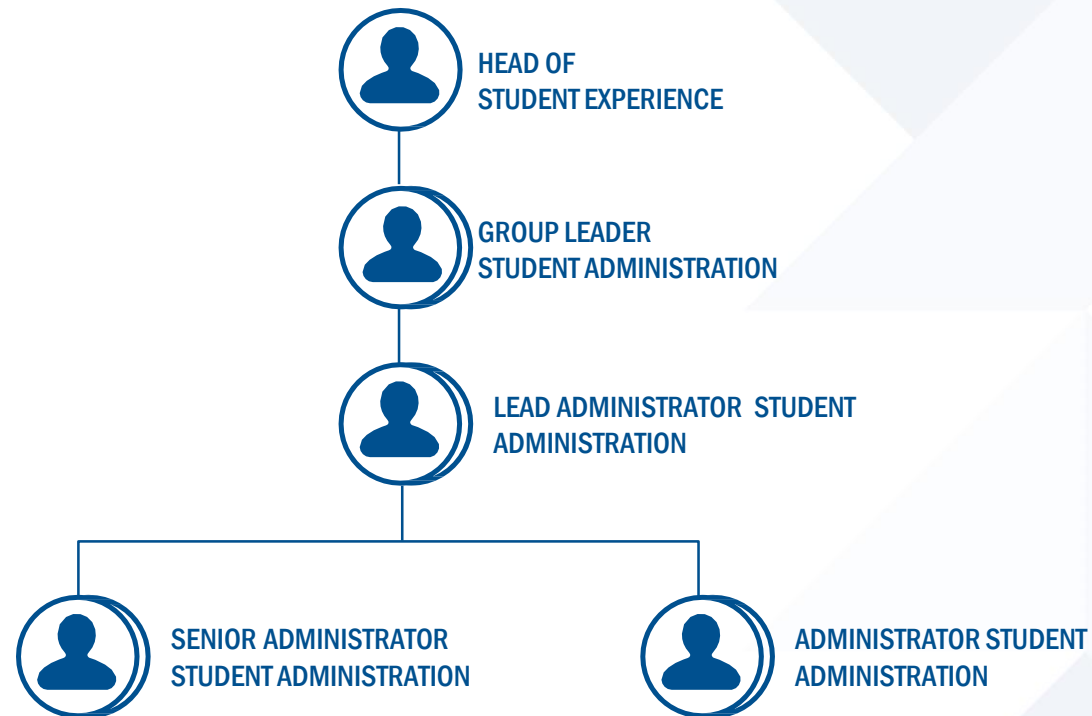 HEAD OF
STUDENT EXPERIENCE
GROUP LEADER
STUDENT ADMINISTRATION
LEAD ADMINISTRATOR STUDENT
ADMINISTRATION
SENIOR ADMINISTRATOR
STUDENT ADMINISTRATION
ADMINISTRATOR STUDENT
ADMINISTRATION